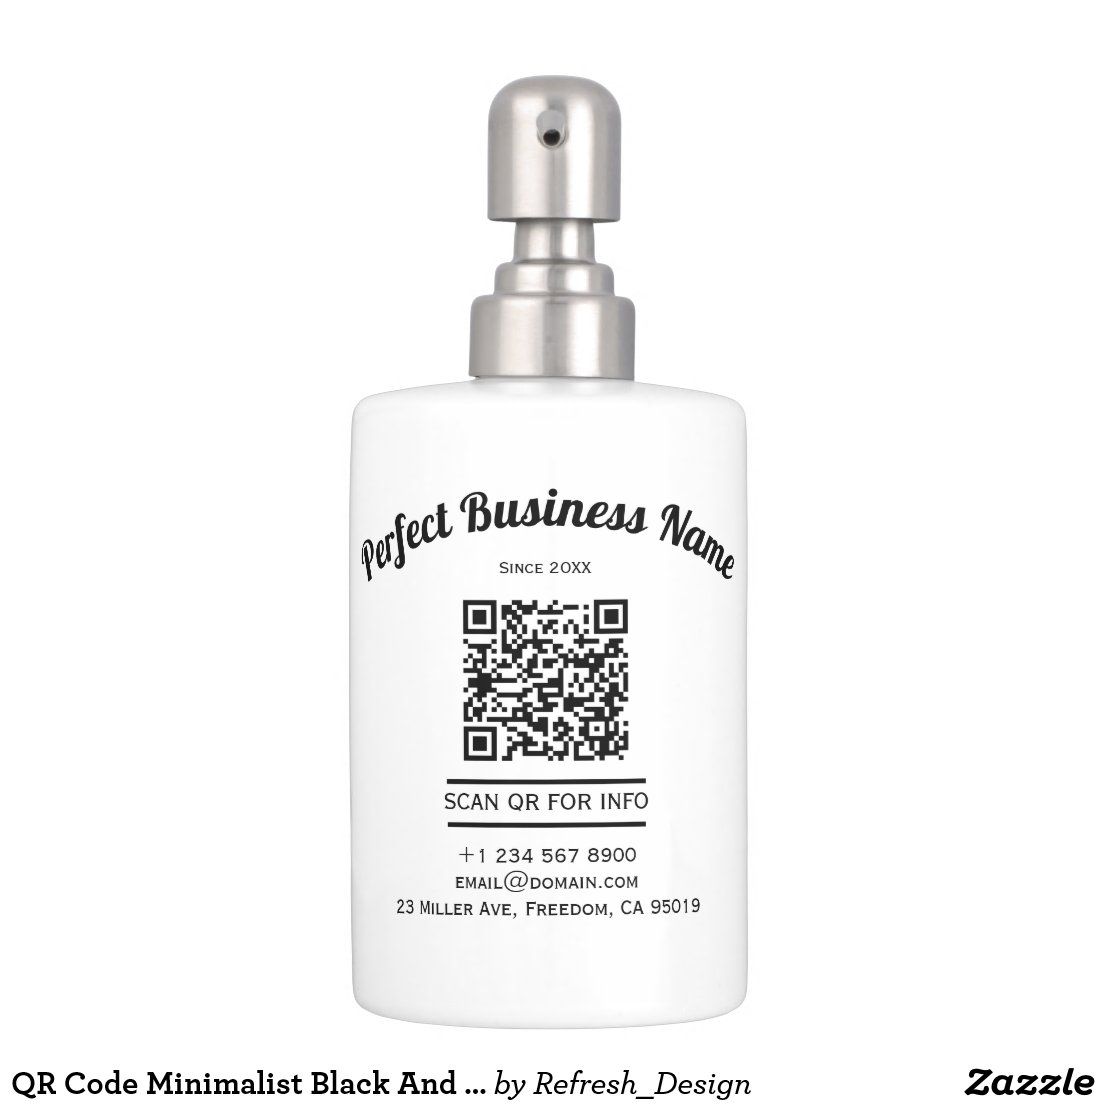 Perfect Business Name
Since 20XX
SCAN QR FOR INFO
+1 234 567 8900
email@domain.com
23 Miller Ave, Freedom, CA 95019
QR Code Minimalist Black And ... by Refresh_Design
Zazzle